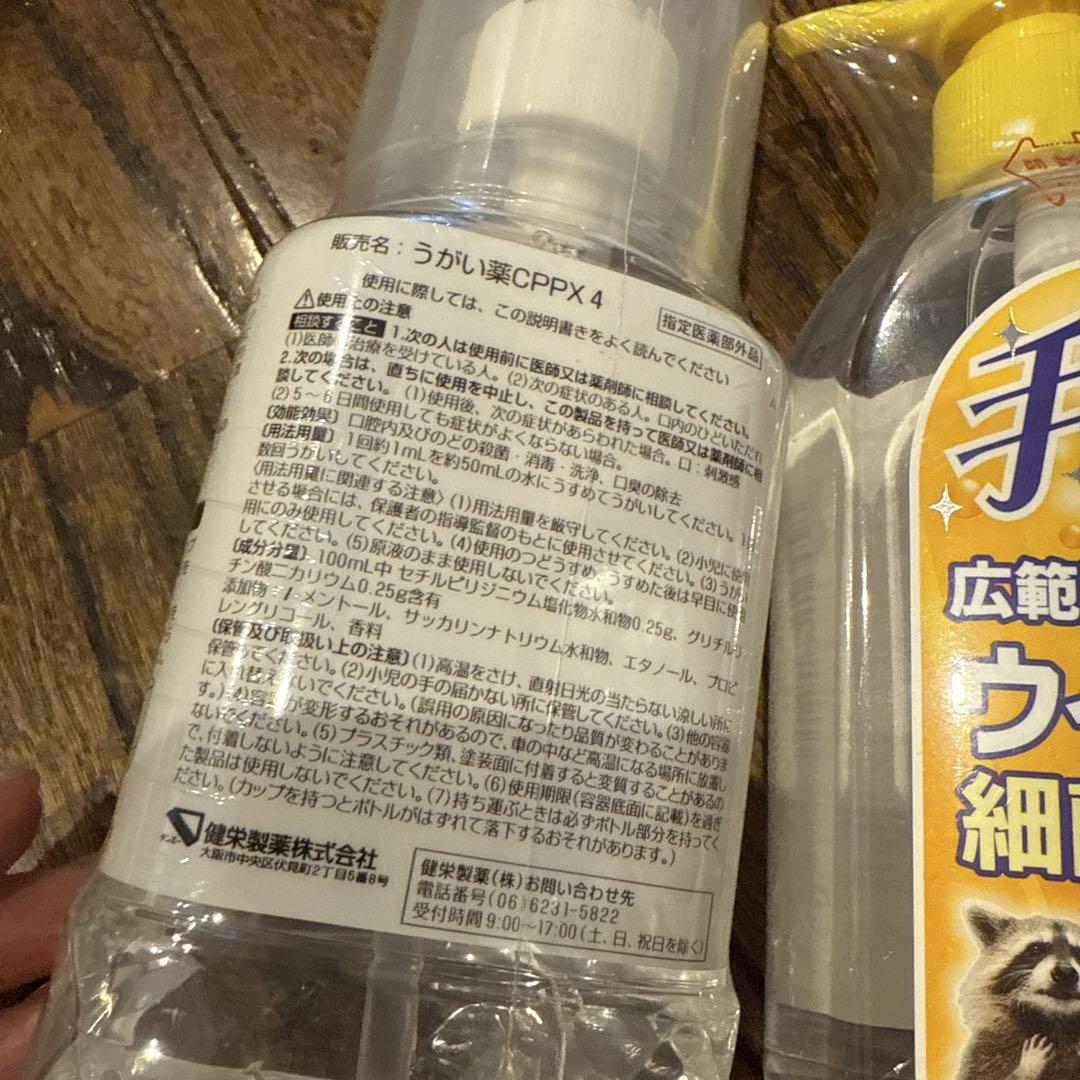 販売名：うがい薬CPPX 4
指定医薬部外品
使用に際しては、この説明書きをよく読んでください
⚠使用上の注意
相談すること 1.次の人は使用前に医師又は薬剤師に相談してください。
(1)医師の治療を受けている人。(2)次の症状のある人。口内のひどいただれ
2.次の場合は、直ちに使用を中止し、この製品を持って医師又は薬剤師に相
談してください。(1)使用後、次の症状があらわれた場合。口：刺激感
(2)5〜6日間使用しても症状がよくならない場合。
〔効能効果〕口腔内及びのどの殺菌・消毒・洗浄、口臭の除去
〔用法用量〕1回約1mLを約50mLの水にうすめてうがいしてください。1日
数回うがいしてください。
〈用法用量に関連する注意〉(1)用法用量を厳守してください。(2)小児に使用
させる場合には、保護者の指導監督のもとに使用させてください。(3)うがい
用にのみ使用してください。(4)使用のつどうすめ、うすめた後は早目に使用
してください。(5)原液のまま使用しないでください。
〔成分分量〕100mL中 セチルピリジニウム塩化物水和物0.25g、グリチルリ
チン酸二カリウム0.25g含有
添加物：l-メントール、サッカリンナトリウム水和物、エタノール、プロピ
レングリコール、香料
〔保管及び取扱い上の注意〕(1)高温をさけ、直射日光の当たらない涼しい所に
保管してください。(2)小児の手の届かない所に保管してください。(3)他の容器
に入れ替えないでください。(誤用の原因になったり品質が変わることがありま
す。)(4)容器が変形するおそれがあるので、車の中など高温になる場所に放置し
ないでください。(5)プラスチック類、塗装面に付着すると変質することがあるの
で、付着しないように注意してください。(6)使用期限(容器底面に記載)を過ぎ
た製品は使用しないでください。(7)持ち運ぶときは必ずボトル部分を持ってく
ださい。(カップを持つとボトルがはずれて落下するおそれがあります。)
ケンエー 健栄製薬株式会社
大阪市中央区伏見町2丁目5番8号
健栄製薬(株)お問い合わせ先
電話番号(06)6231-5822
受付時間 9:00〜17:00(土、日、祝日を除く)
手
広範
ウイ
細菌